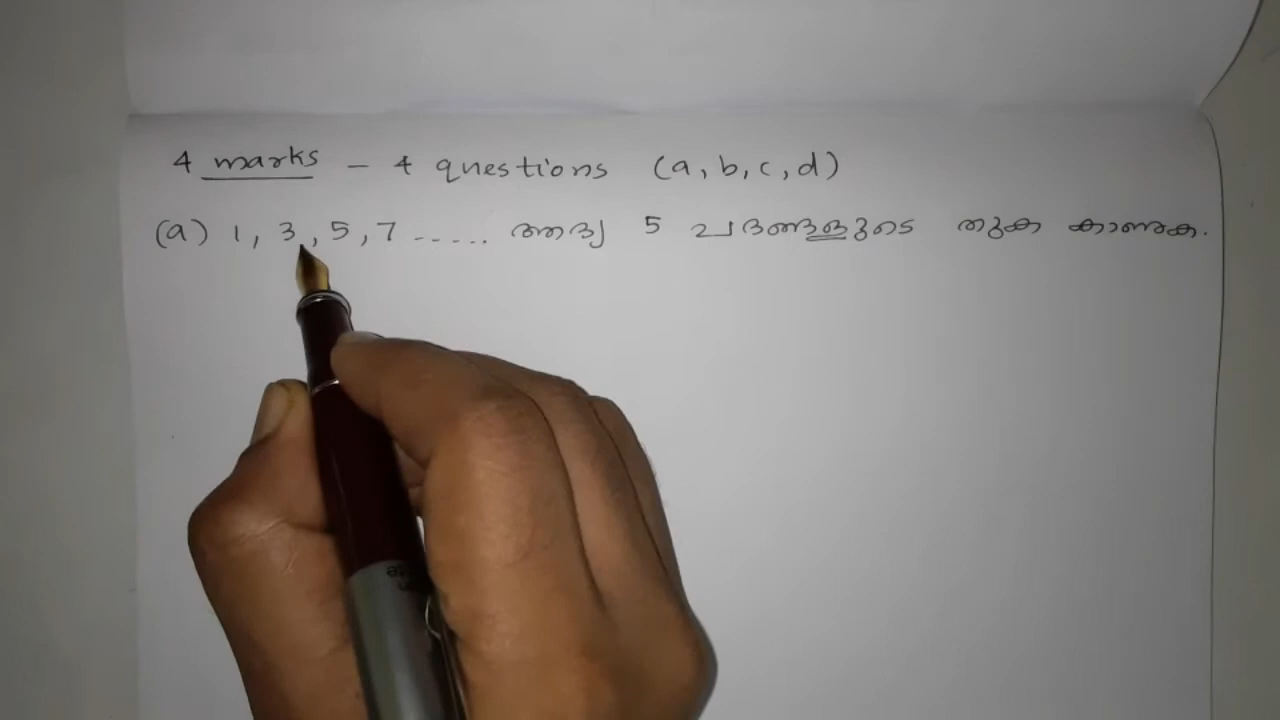 4 marks - 4 questions (a, b, c, d)
(a) 1, 3, 5, 7 ..... ആദ്യ 5 പദങ്ങളുടെ തുക കാണുക.